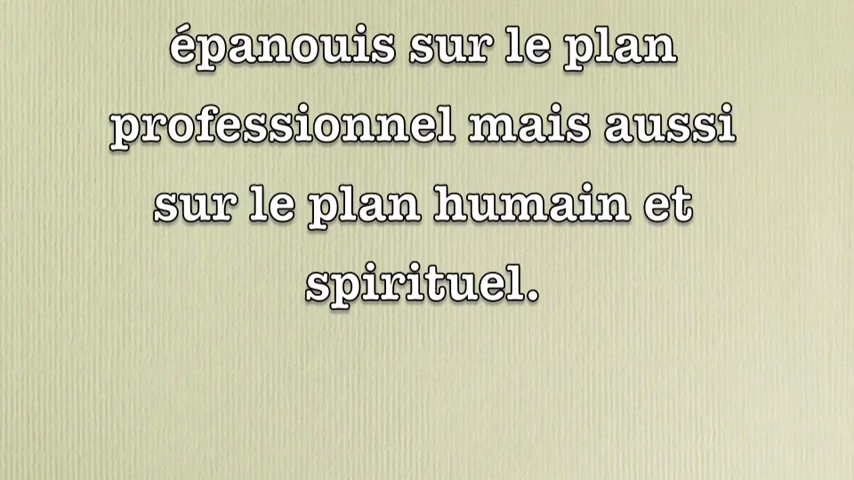 épanouis sur le plan
professionnel mais aussi
sur le plan humain et
spirituel.